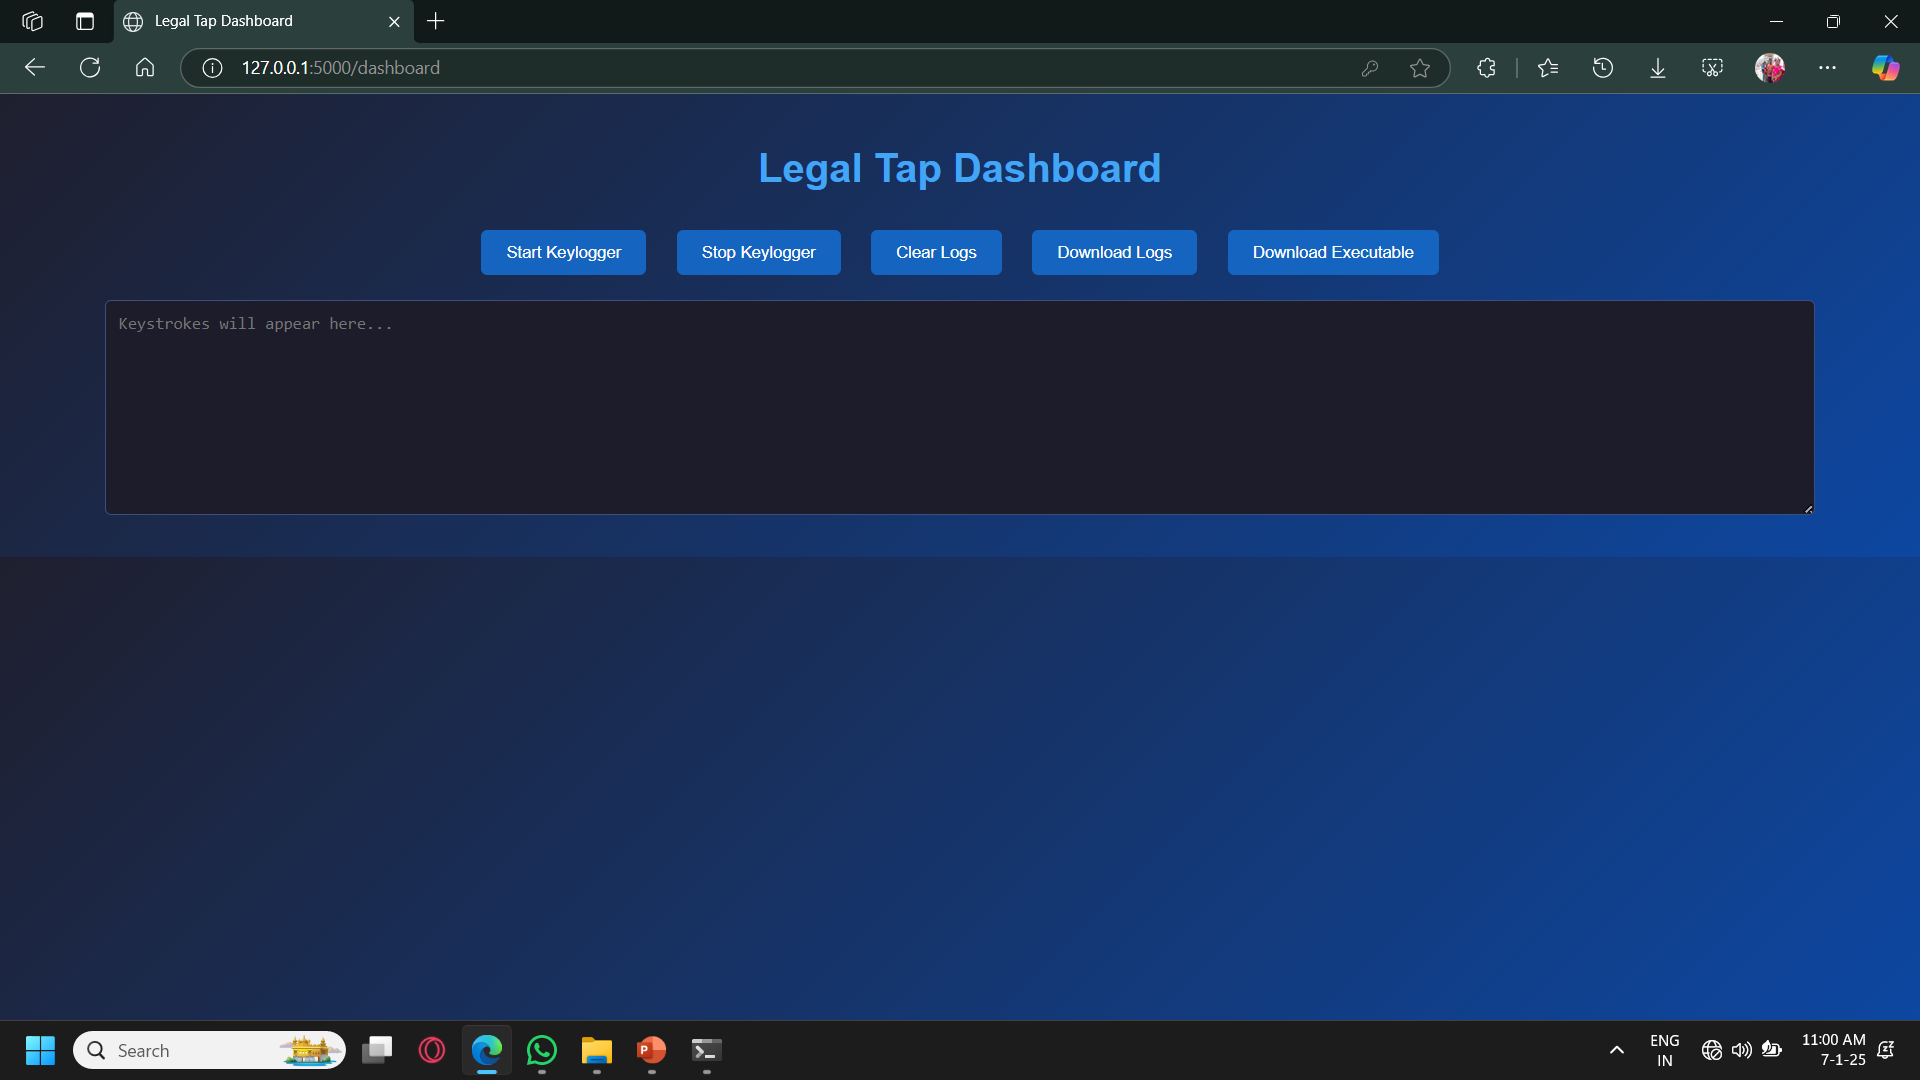 Legal Tap Dashboard
127.0.0.1:5000/dashboard
Legal Tap Dashboard
Start Keylogger
Stop Keylogger
Clear Logs
Download Logs
Download Executable
Keystrokes will appear here...
Search
P
ENG
IN
11:00 AM
7-1-25